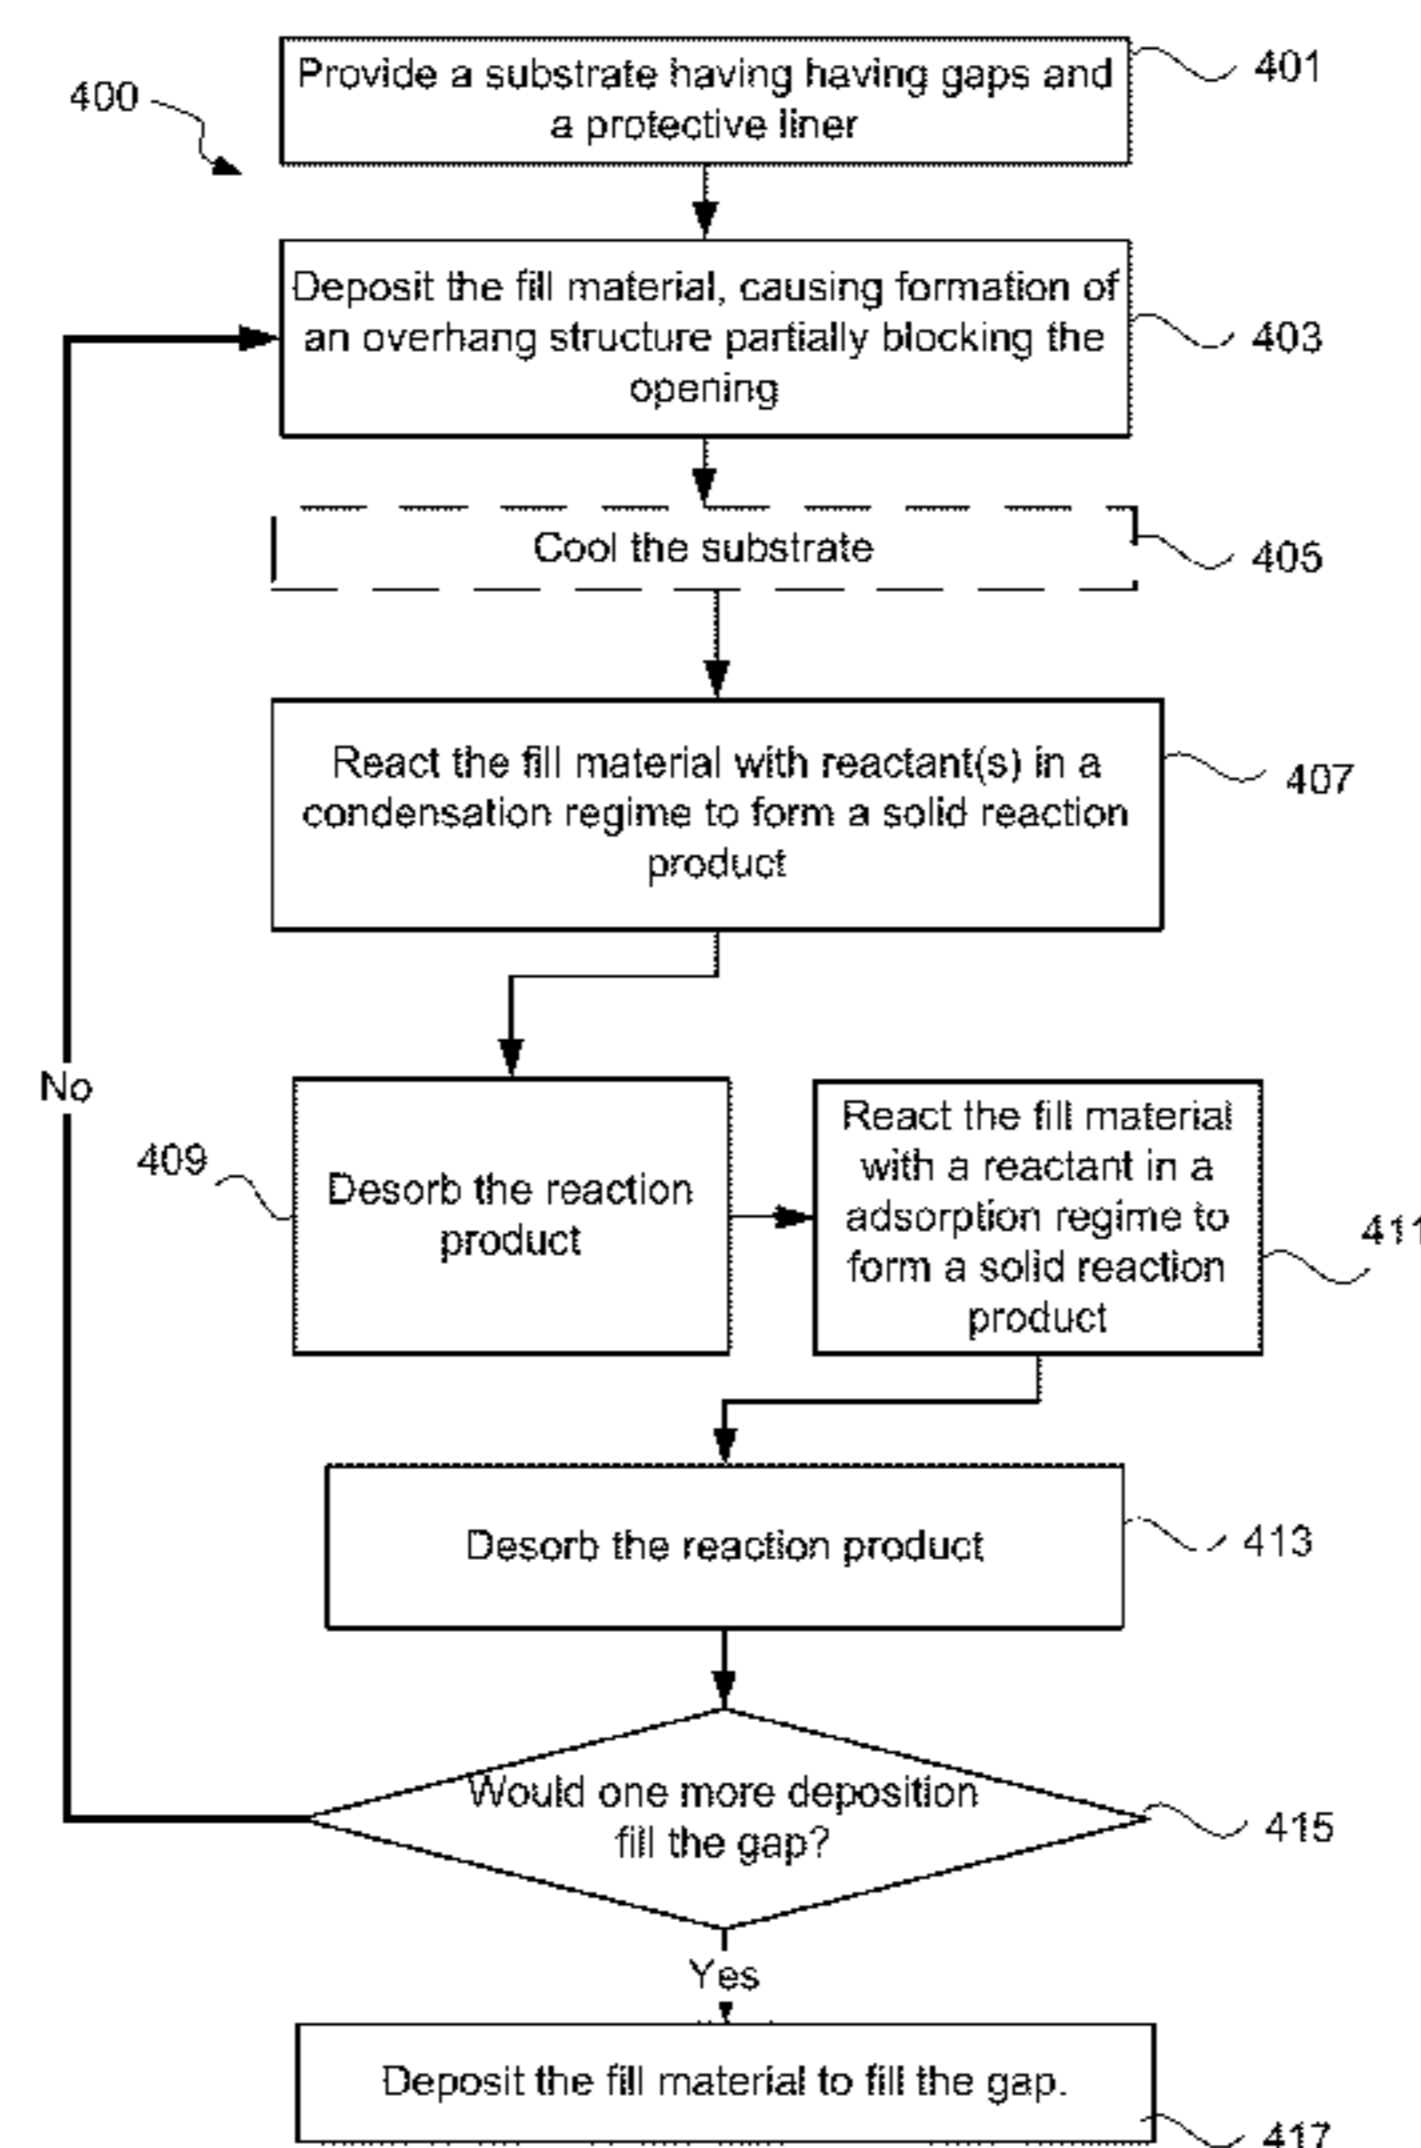 400
Provide a substrate having having gaps and
a protective liner
401
Deposit the fill material, causing formation of
an overhang structure partially blocking the
opening
403
Cool the substrate
405
React the fill material with reactant(s) in a
condensation regime to form a solid reaction
product
407
No
409
Desorb the reaction
product
React the fill material
with a reactant in a
adsorption regime to
form a solid reaction
product
411
Desorb the reaction product
413
Would one more deposition
fill the gap?
415
Yes
Deposit the fill material to fill the gap.
417